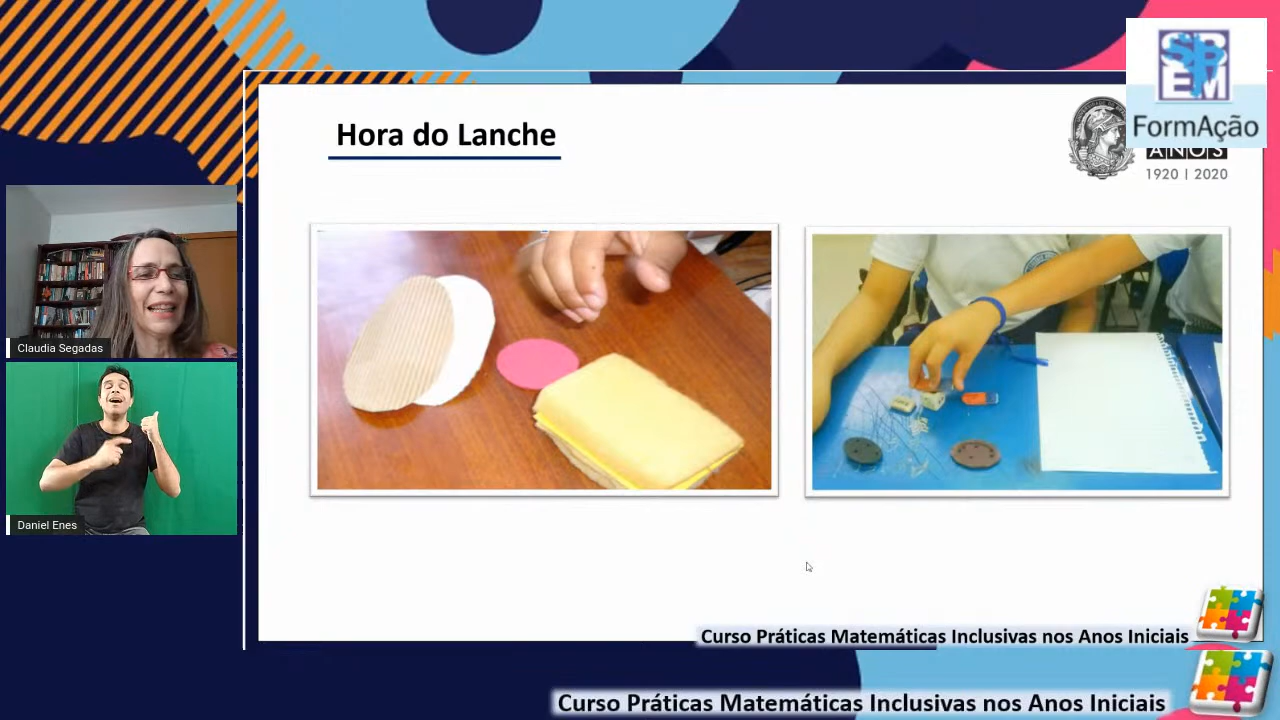 Hora do Lanche
SBEM
FormAção
ANOS
1920 | 2020
Claudia Segadas
Daniel Enes
Curso Práticas Matemáticas Inclusivas nos Anos Iniciais
Curso Práticas Matemáticas Inclusivas nos Anos Iniciais